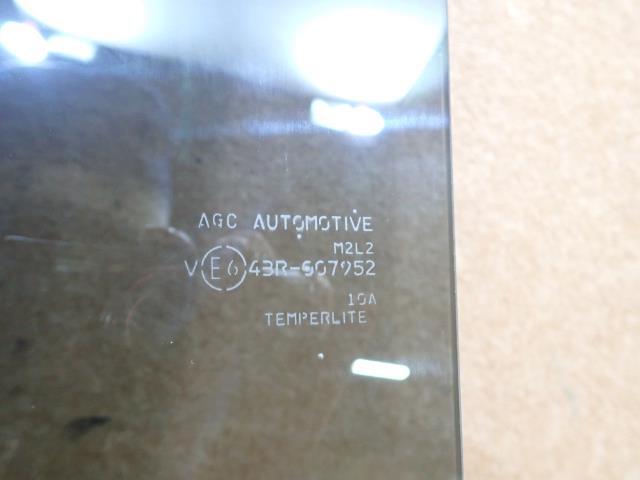 AGC AUTOMOTIVE
M2L2
V E6 43R-007952
10A
TEMPERLITE